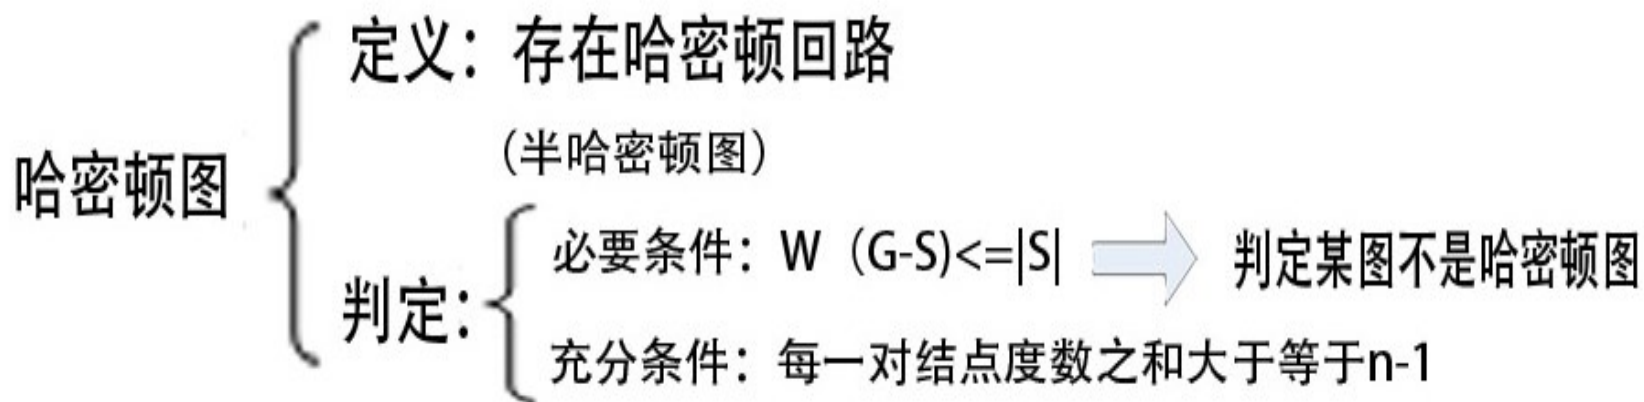 定义：存在哈密顿回路
（半哈密顿图）
哈密顿图
判定：
必要条件：W（G-S)<=|S|
判定某图不是哈密顿图
充分条件：每一对结点度数之和大于等于n-1